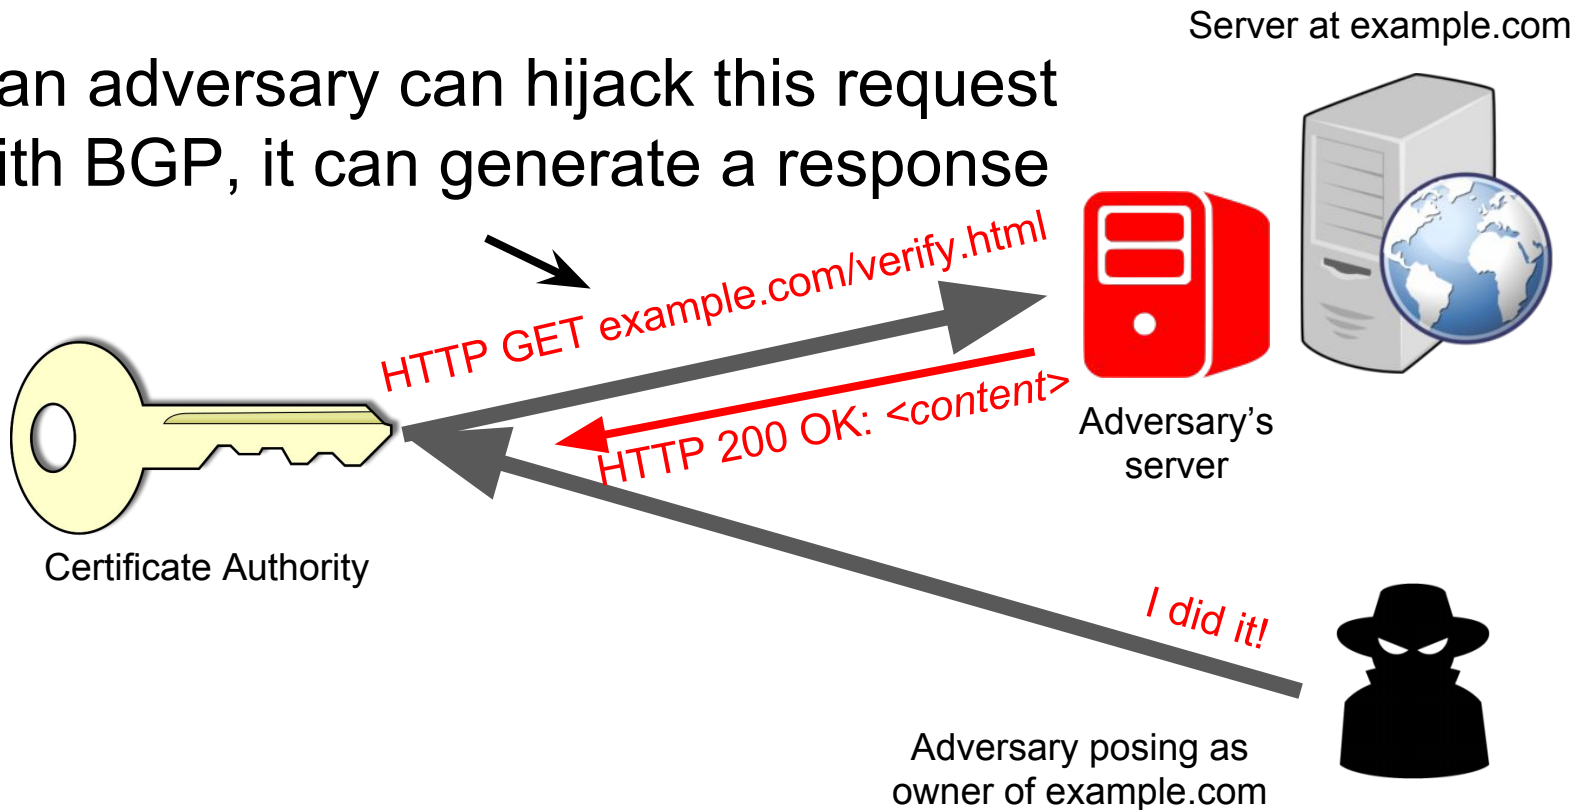 Server at example.com
an adversary can hijack this request
ith BGP, it can generate a response
HTTP GET example.com/verify.html
HTTP 200 OK: <content>
Adversary’s
server
Certificate Authority
I did it!
Adversary posing as
owner of example.com